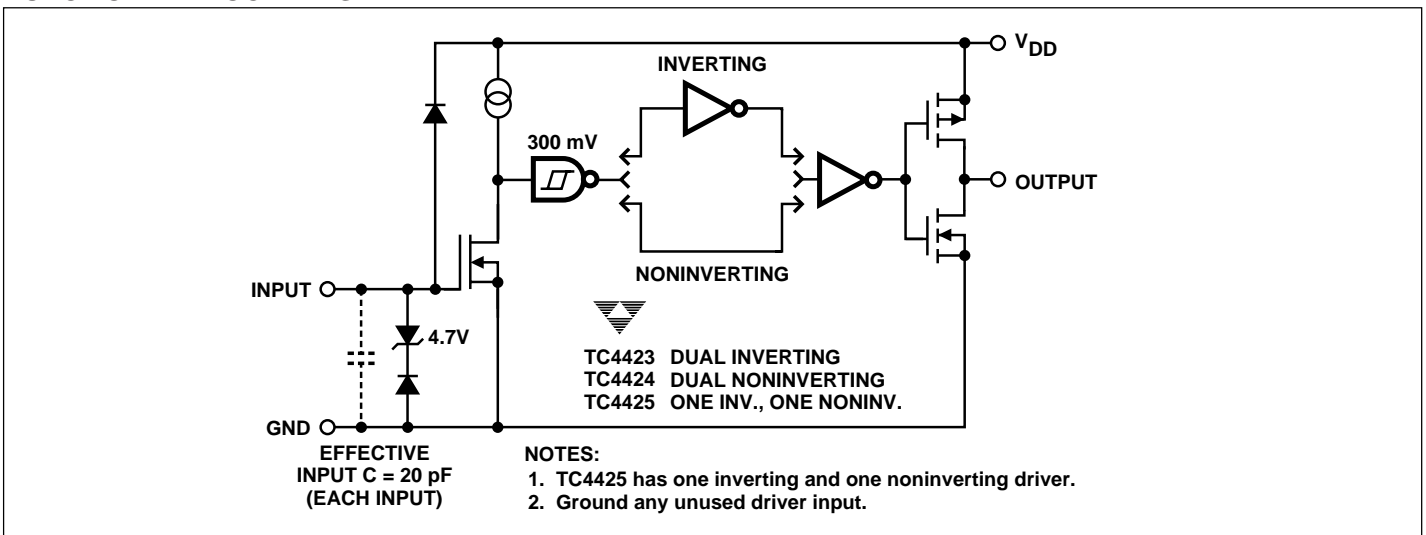 VDD
INVERTING
300 mV
OUTPUT
NONINVERTING
INPUT
4.7V
TC4423 DUAL INVERTING
TC4424 DUAL NONINVERTING
TC4425 ONE INV., ONE NONINV.
GND
EFFECTIVE
INPUT C = 20 pF
(EACH INPUT)
NOTES:
1. TC4425 has one inverting and one noninverting driver.
2. Ground any unused driver input.